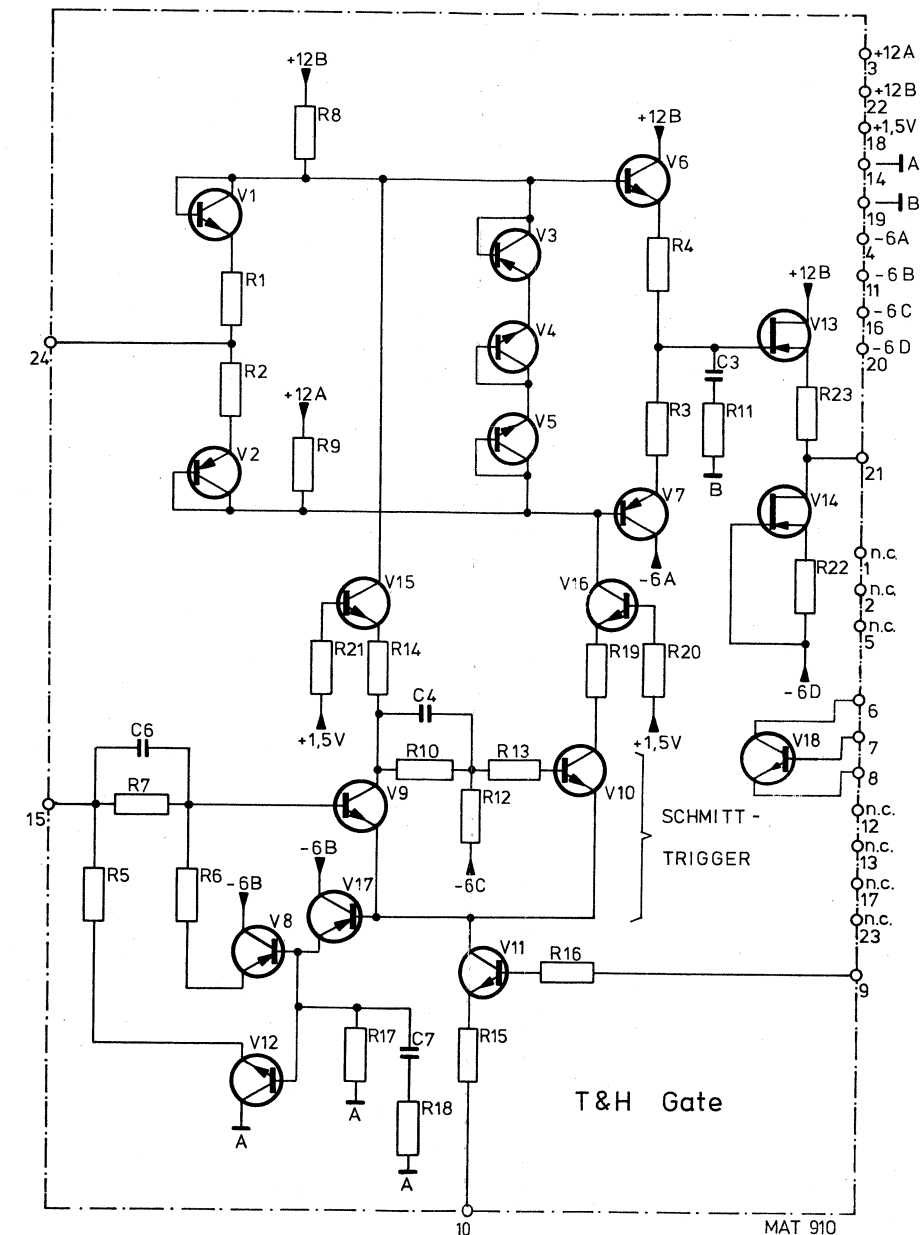 +12B
R8
V1
R1
24
R2
+12A
R9
V2
V3
V4
V5
+12B
V6
R4
R3
C3
R11
B
V7
-6A
+12B
V13
R23
V14
R22
-6D
+12A
3
+12B
22
+1,5V
18
A
14
B
19
-6A
4
-6B
11
-6C
16
-6D
20
21
n.c.
1
n.c.
2
n.c.
5
6
7
8
V18
n.c.
12
n.c.
13
n.c.
17
n.c.
23
9
V15
R21
R14
+1,5V
V16
R19
R20
+1,5V
C4
R10
R13
R12
-6C
V9
V10
SCHMITT -
TRIGGER
C6
R7
15
R5
R6
-6B
V8
-6B
V17
V11
R16
R15
V12
A
R17
A
C7
R18
A
T&H Gate
10
MAT 910